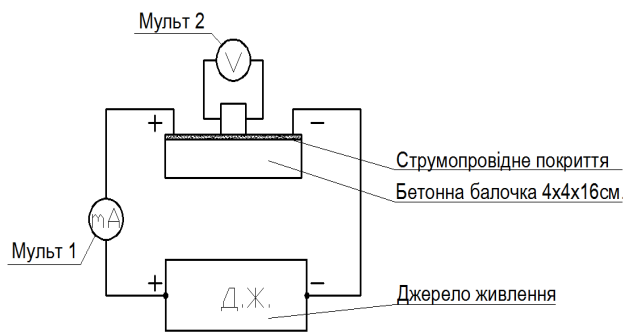 Мульт 2
V
+
−
Струмопровідне покриття
Бетонна балочка 4х4х16см.
mA
Мульт 1
+
−
Д.Ж.
Джерело живлення